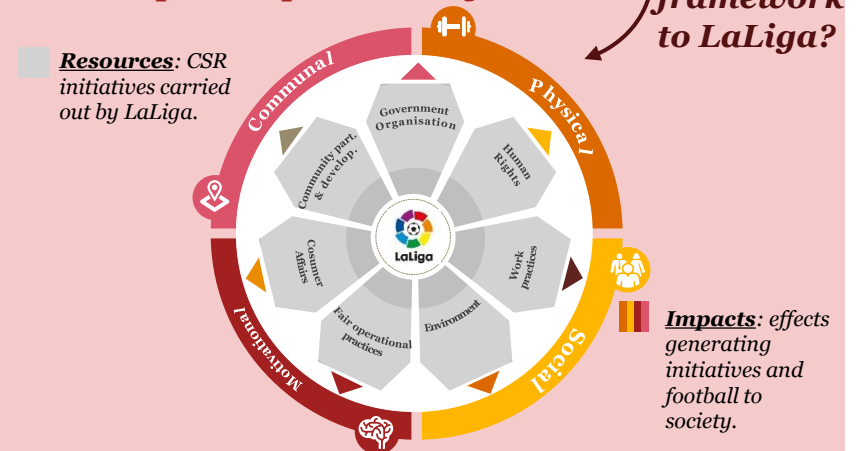 framework
to LaLiga?
Resources: CSR
initiatives carried
out by LaLiga.
Communal
Physical
Social
Motivational
Government
Organisation
Human
Rights
Work
practices
Environment
Fair operational
practices
Cosumer
Affairs
Community part.
& develop.
LaLiga
Impacts: effects
generating
initiatives and
football to
society.